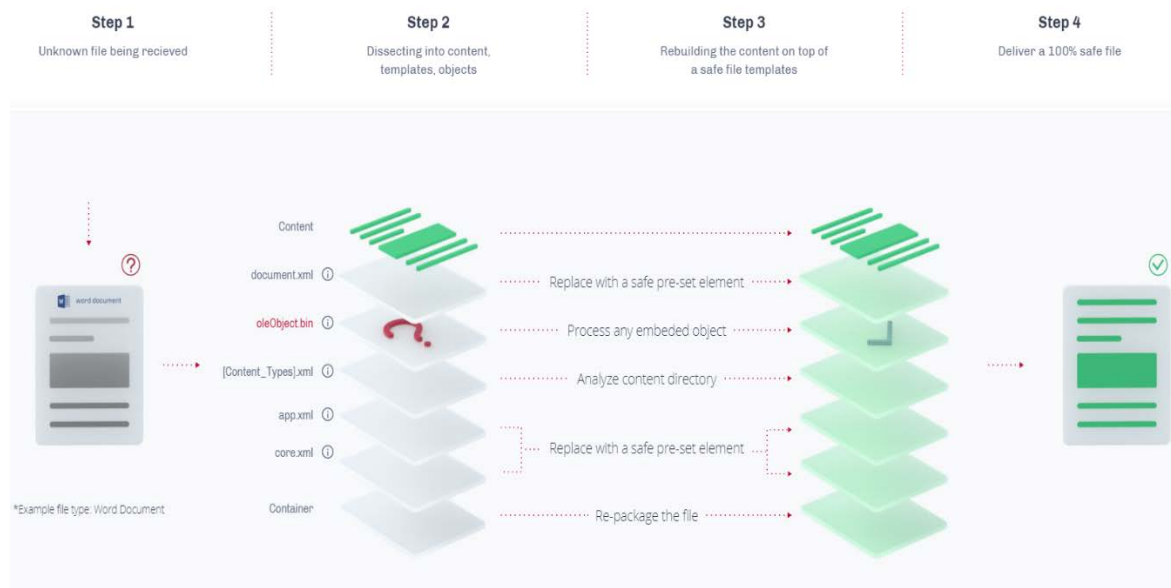 Step 1
Unknown file being recieved
Step 2
Dissecting into content,
templates, objects
Step 3
Rebuilding the content on top of
a safe file templates
Step 4
Deliver a 100% safe file
?
W word document
*Example file type: Word Document
Content
document.xml i
Replace with a safe pre-set element
oleObject.bin i
?
Process any embeded object
[Content_Types].xml i
Analyze content directory
app.xml i
Replace with a safe pre-set element
core.xml i
Container
Re-package the file